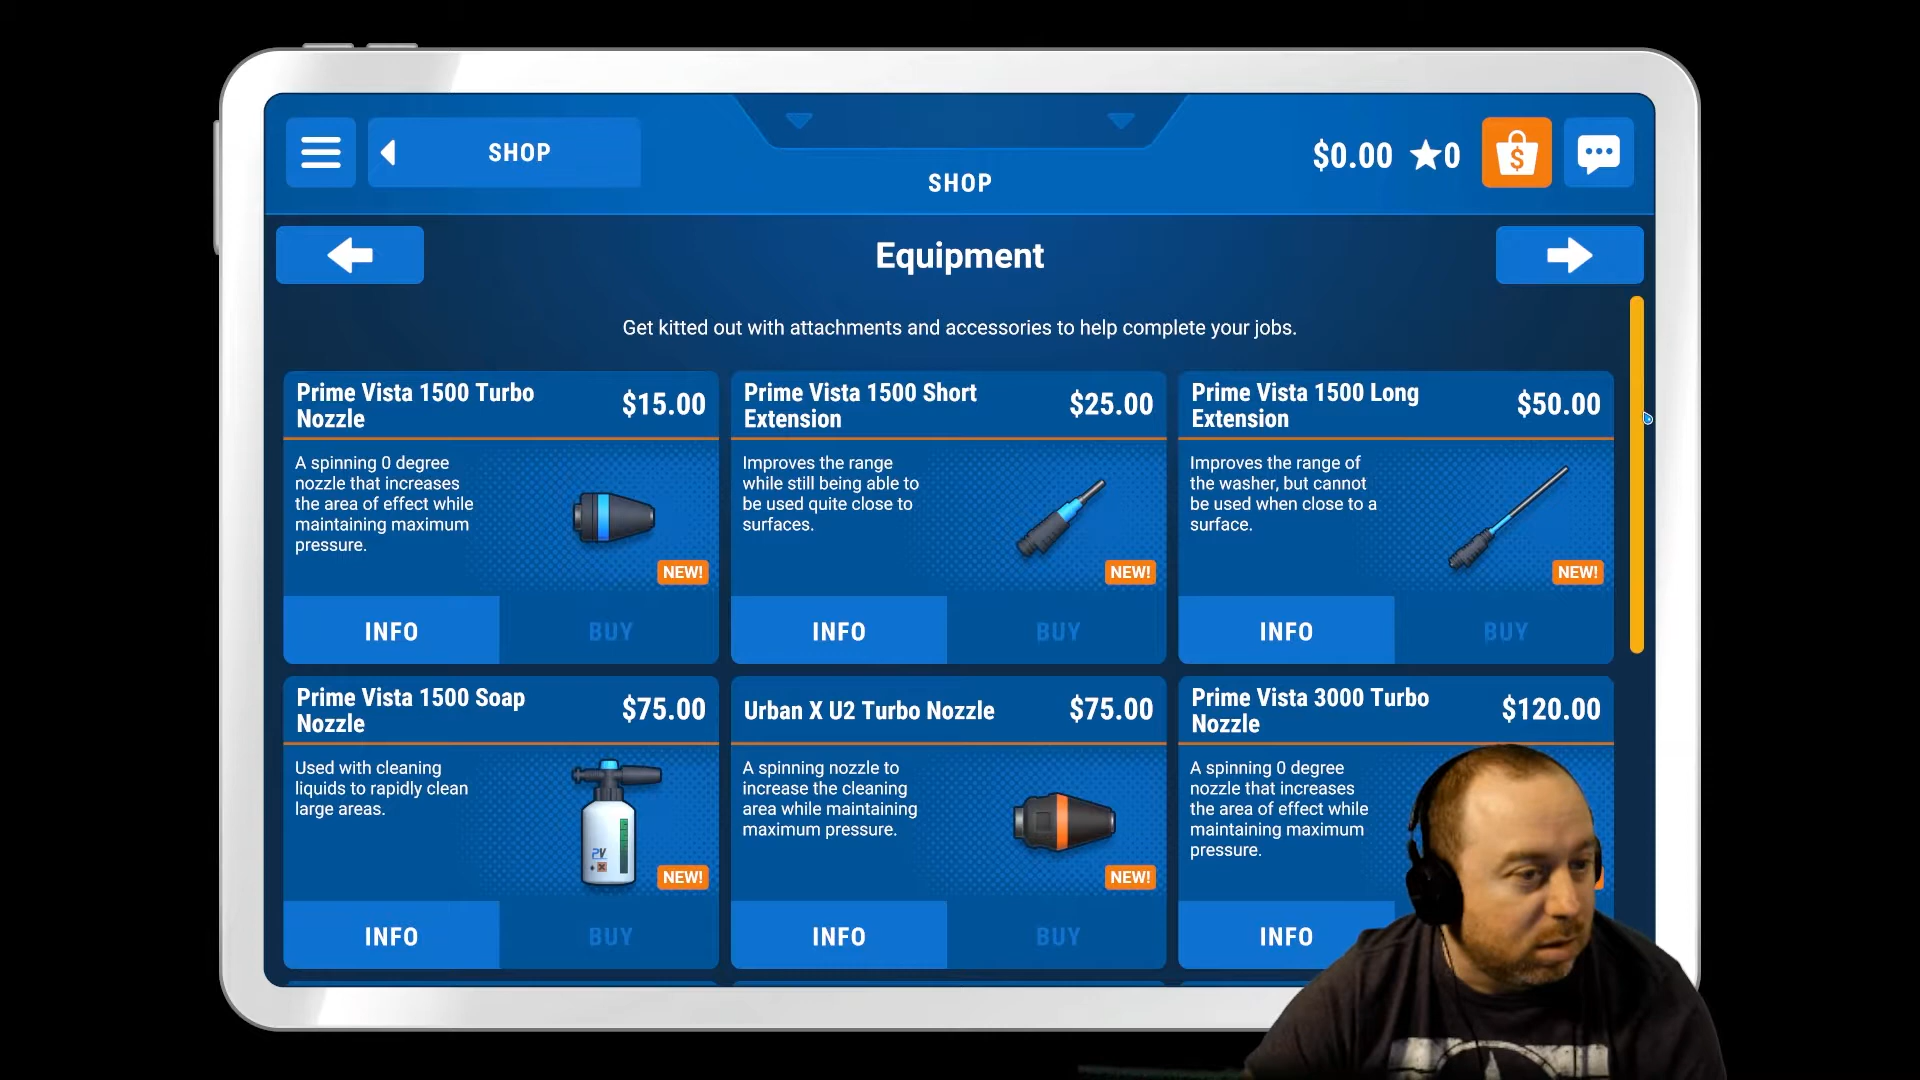 SHOP
SHOP
$0.00 ★0
$
Equipment
Get kitted out with attachments and accessories to help complete your jobs.
Prime Vista 1500 Turbo
Nozzle
$15.00
A spinning 0 degree
nozzle that increases
the area of effect while
maintaining maximum
pressure.
NEW!
INFO
BUY
Prime Vista 1500 Short
Extension
$25.00
Improves the range
while still being able to
be used quite close to
surfaces.
NEW!
INFO
BUY
Prime Vista 1500 Long
Extension
$50.00
Improves the range of
the washer, but cannot
be used when close to a
surface.
NEW!
INFO
BUY
Prime Vista 1500 Soap
Nozzle
$75.00
Used with cleaning
liquids to rapidly clean
large areas.
PV
NEW!
INFO
BUY
Urban X U2 Turbo Nozzle
$75.00
A spinning nozzle to
increase the cleaning
area while maintaining
maximum pressure.
NEW!
INFO
BUY
Prime Vista 3000 Turbo
Nozzle
$120.00
A spinning 0 degree
nozzle that increases
the area of effect while
maintaining maximum
pressure.
INFO